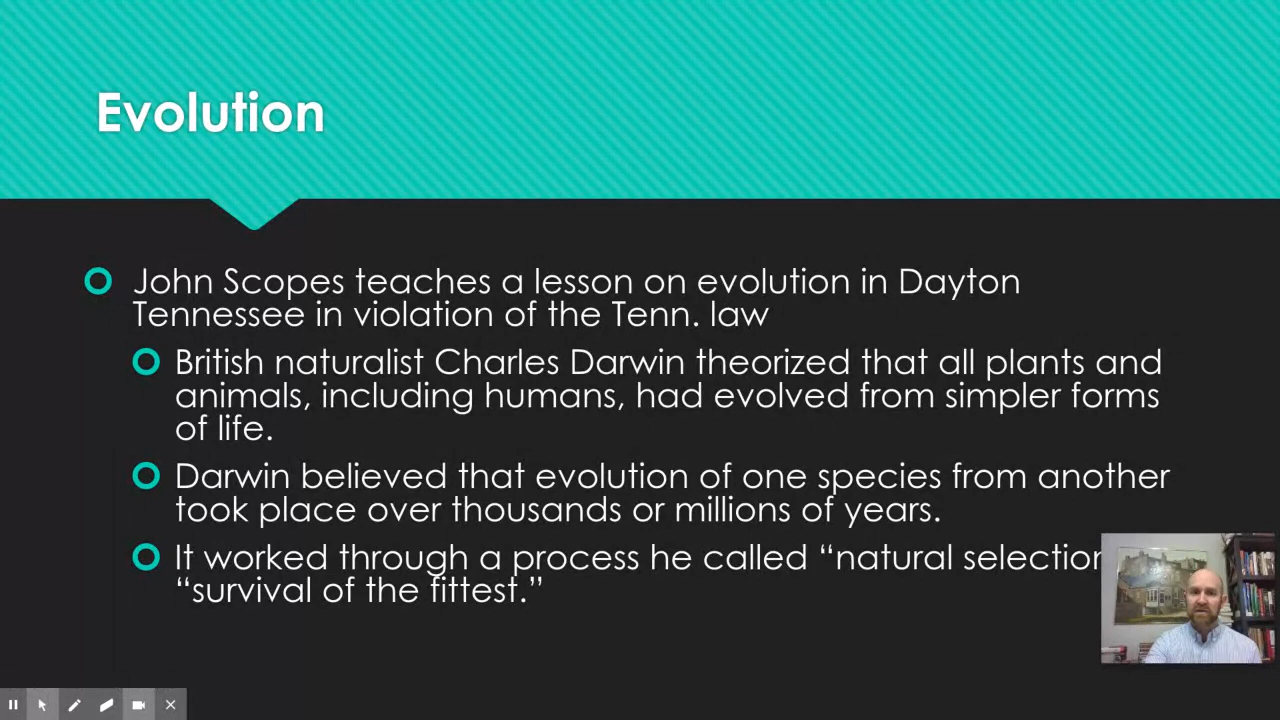 Evolution
John Scopes teaches a lesson on evolution in Dayton
Tennessee in violation of the Tenn. law
British naturalist Charles Darwin theorized that all plants and
animals, including humans, had evolved from simpler forms
of life.
Darwin believed that evolution of one species from another
took place over thousands or millions of years.
It worked through a process he called “natural selection
“survival of the fittest.”